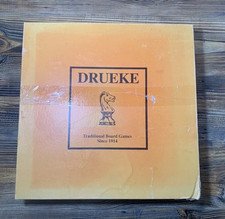 DRUEKE
Traditional Board Games
Since 1914